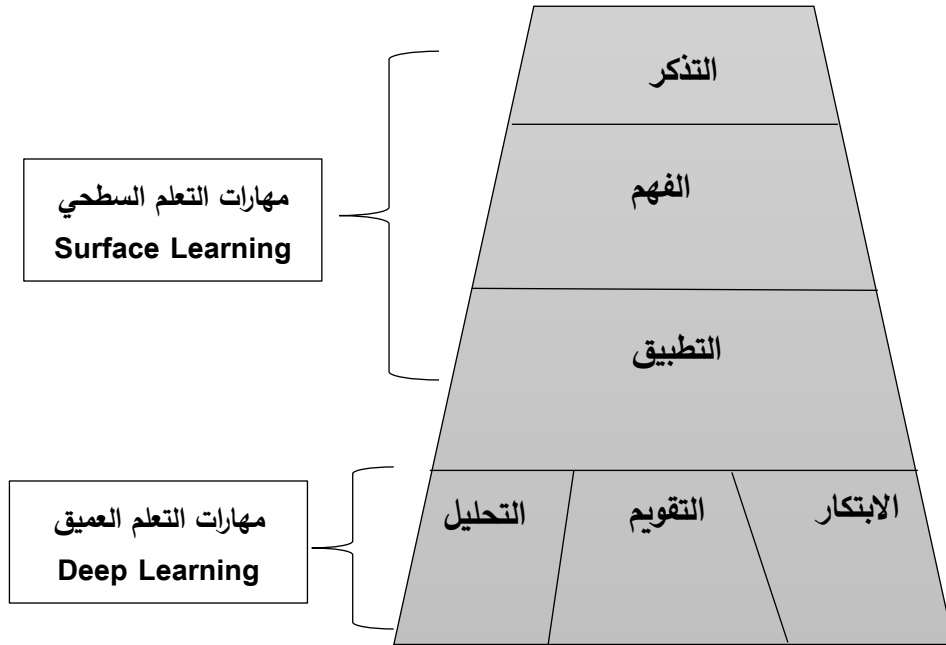 التذكر
الفهم
مهارات التعلم السطحي
Surface Learning
التطبيق
الابتكار
التقويم
التحليل
مهارات التعلم العميق
Deep Learning